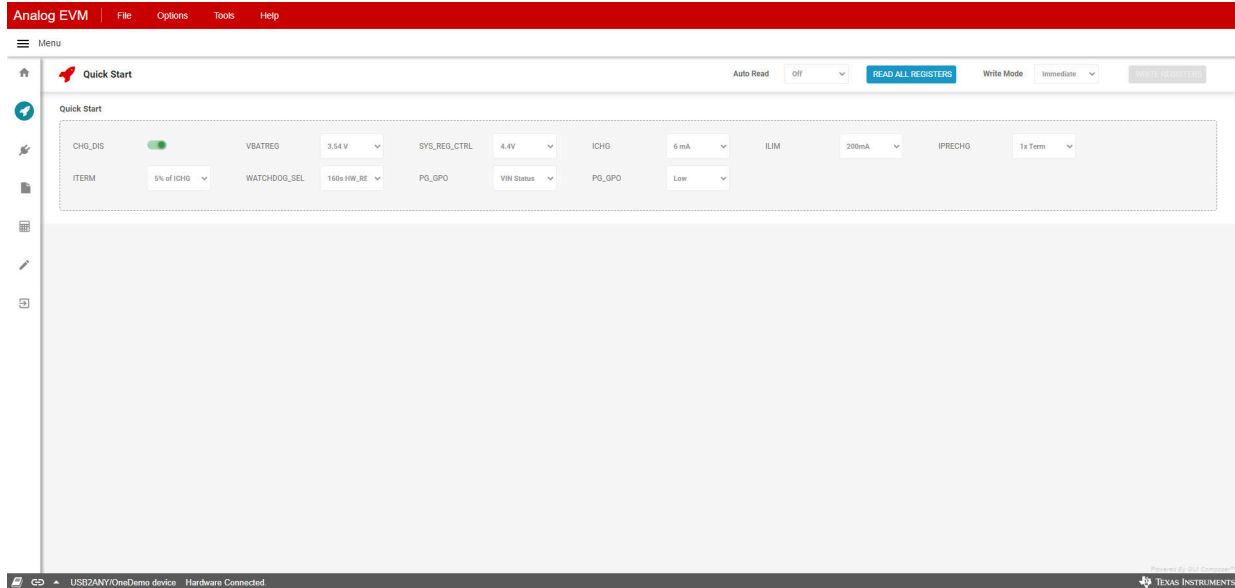 Analog EVM File Options Tools Help
Menu
Quick Start Auto Read Off READ ALL REGISTERS Write Mode Immediate WRITE REGISTERS
Quick Start
CHG_DIS VBATREG 3.54 V SYS_REG_CTRL 4.4V ICHG 6 mA ILIM 200mA IPRECHG 1x Term
ITERM 5% of ICHG WATCHDOG_SEL 160s HW_RE PG_GPO VIN Status PG_GPO Low
Powered By GUI Composer™
USB2ANY/OneDemo device Hardware Connected. TEXAS INSTRUMENTS